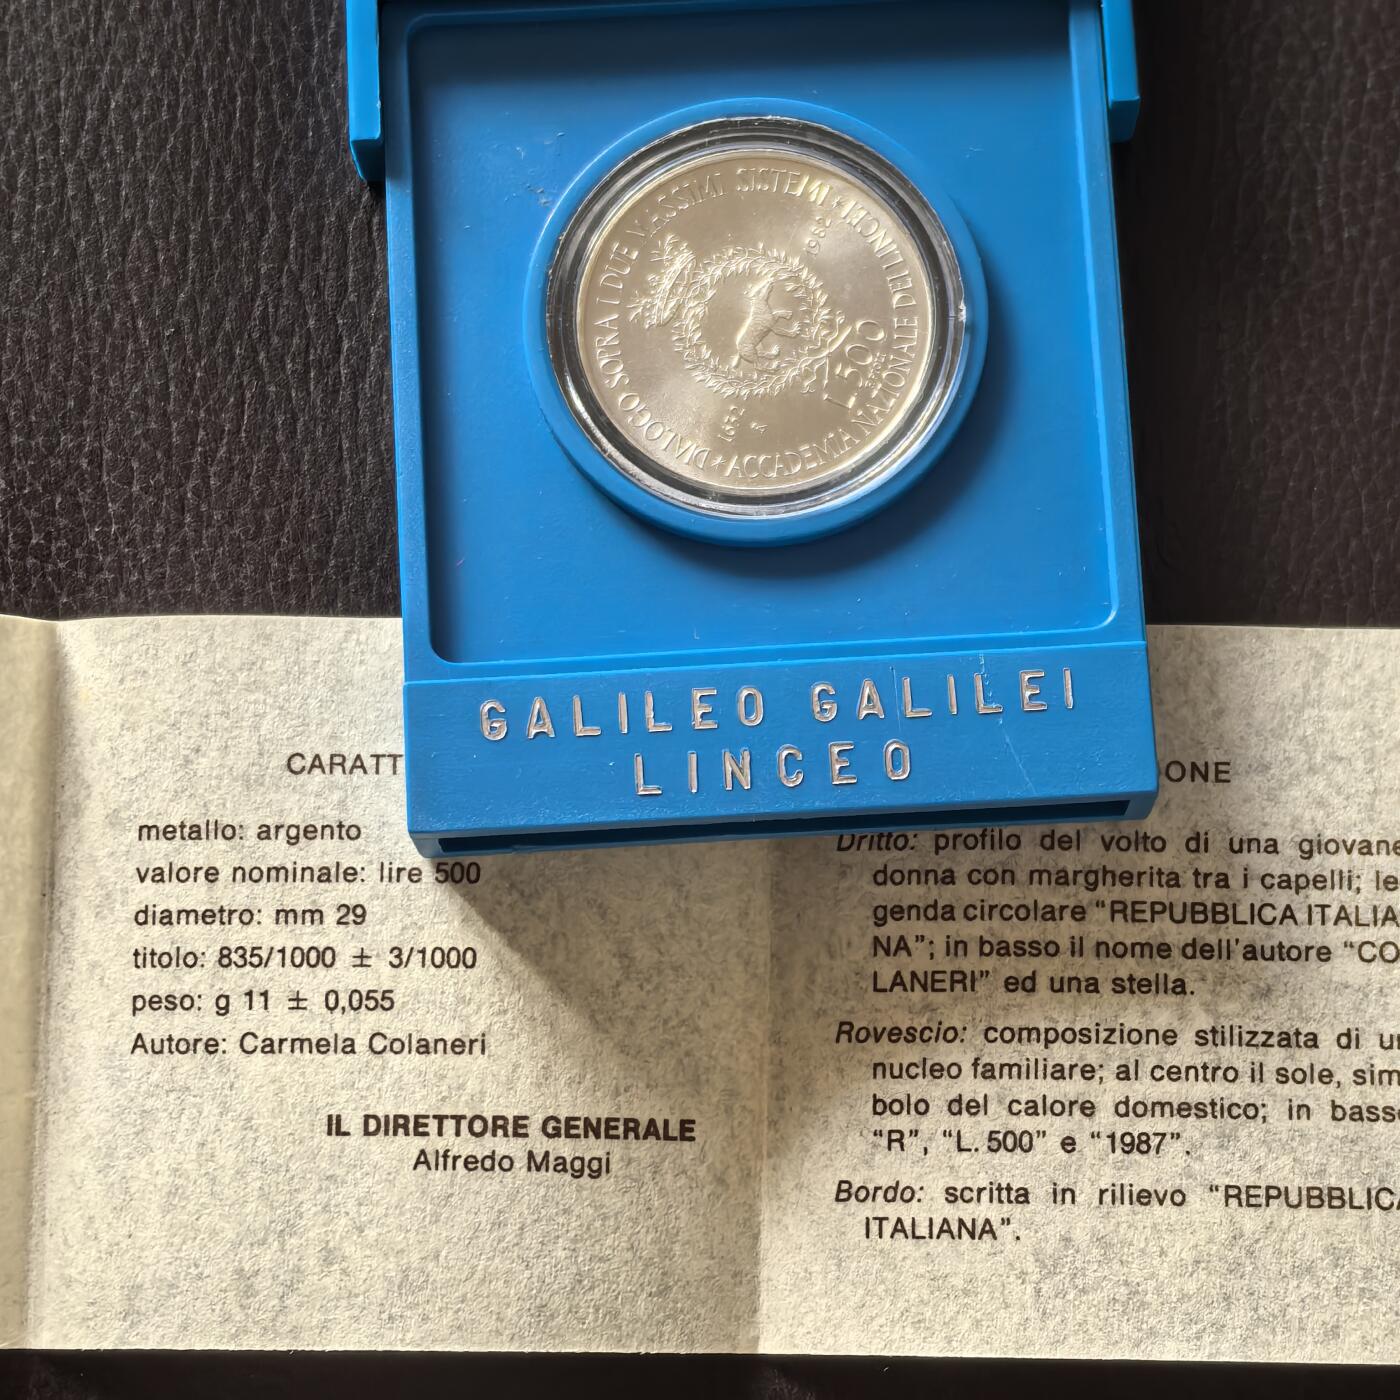 DIALOGO SOPRA I DUE MASSIMI SISTEMI * ACCADEMIA NAZIONALE DEI LINCEI *
1982
L.500
1632
GALILEO GALILEI
LINCEO
CARATT
metallo: argento
valore nominale: lire 500
diametro: mm 29
titolo: 835/1000 ± 3/1000
peso: g 11 ± 0,055
Autore: Carmela Colaneri
IL DIRETTORE GENERALE
Alfredo Maggi
ONE
Dritto: profilo del volto di una giovane
donna con margherita tra i capelli; le
genda circolare “REPUBBLICA ITALIA
NA”; in basso il nome dell'autore “CO
LANERI” ed una stella.
Rovescio: composizione stilizzata di un
nucleo familiare; al centro il sole, sim
bolo del calore domestico; in basso
“R”, “L. 500” e “1987”.
Bordo: scritta in rilievo “REPUBBLICA
ITALIANA”.